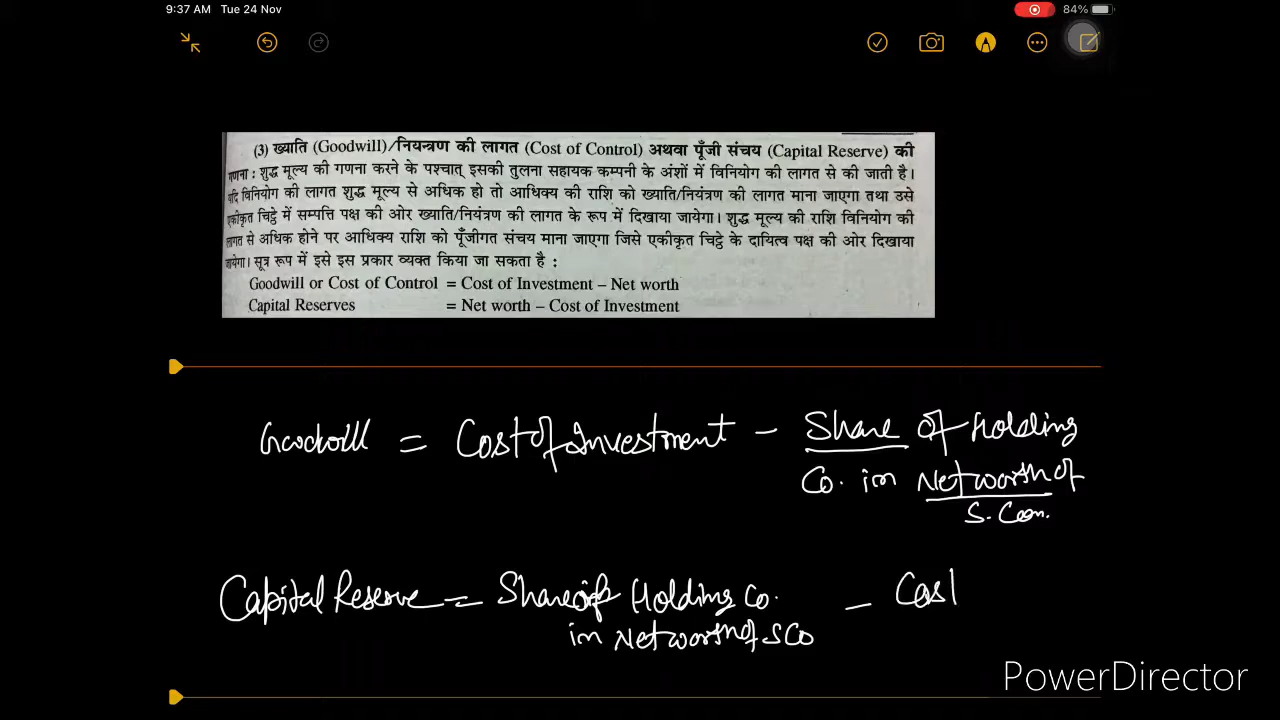 9:37 AM Tue 24 Nov
84%
(3) ख्याति (Goodwill)/नियन्त्रण की लागत (Cost of Control) अथवा पूँजी संचय (Capital Reserve) की
गणना : शुद्ध मूल्य की गणना करने के पश्चात् इसकी तुलना सहायक कम्पनी के अंशों में विनियोग की लागत से की जाती है।
यदि विनियोग की लागत शुद्ध मूल्य से अधिक हो तो आधिक्य की राशि को ख्याति/नियंत्रण की लागत माना जाएगा तथा उसे
एकीकृत चिट्ठे में सम्पत्ति पक्ष की ओर ख्याति/नियंत्रण की लागत के रूप में दिखाया जायेगा। शुद्ध मूल्य की राशि विनियोग की
लागत से अधिक होने पर आधिक्य राशि को पूँजीगत संचय माना जाएगा जिसे एकीकृत चिट्ठे के दायित्व पक्ष की ओर दिखाया
जायेगा। सूत्र रूप में इसे इस प्रकार व्यक्त किया जा सकता है :
Goodwill or Cost of Control = Cost of Investment – Net worth
Capital Reserves = Net worth – Cost of Investment
Goodwill = Cost of Investment – Share of Holding
Co. in Networth of
S. Com.
Capital Reserve = Share of Holding Co. – Cost
in Networth of S Co
PowerDirector